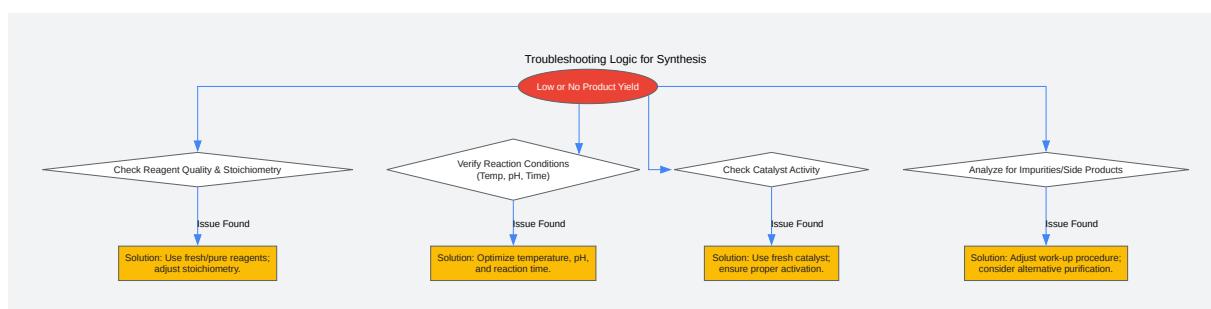 Troubleshooting Logic for Synthesis
Low or No Product Yield
Check Reagent Quality & Stoichiometry
Verify Reaction Conditions
(Temp, pH, Time)
Check Catalyst Activity
Analyze for Impurities/Side Products
Issue Found
Issue Found
Issue Found
Issue Found
Solution: Use fresh/pure reagents;
adjust stoichiometry.
Solution: Optimize temperature, pH,
and reaction time.
Solution: Use fresh catalyst;
ensure proper activation.
Solution: Adjust work-up procedure;
consider alternative purification.